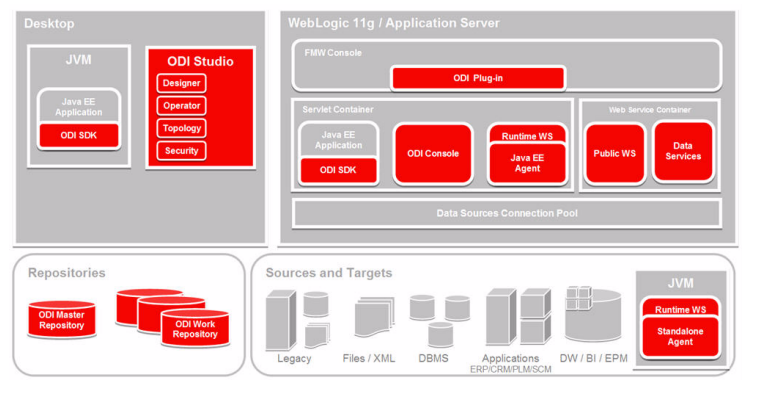 Desktop
JVM
Java EE
Application
ODI SDK
ODI Studio
Designer
Operator
Topology
Security
WebLogic 11g / Application Server
FMW Console
ODI Plug-in
Servlet Container
Java EE
Application
ODI SDK
ODI Console
Runtime WS
Java EE
Agent
Web Service Container
Public WS
Data
Services
Data Sources Connection Pool
Repositories
ODI Master
Repository
ODI Work
Repository
Sources and Targets
Legacy
Files / XML
DBMS
Applications
ERP/CRM/PLM/SCM
DW / BI / EPM
JVM
Runtime WS
Standalone
Agent